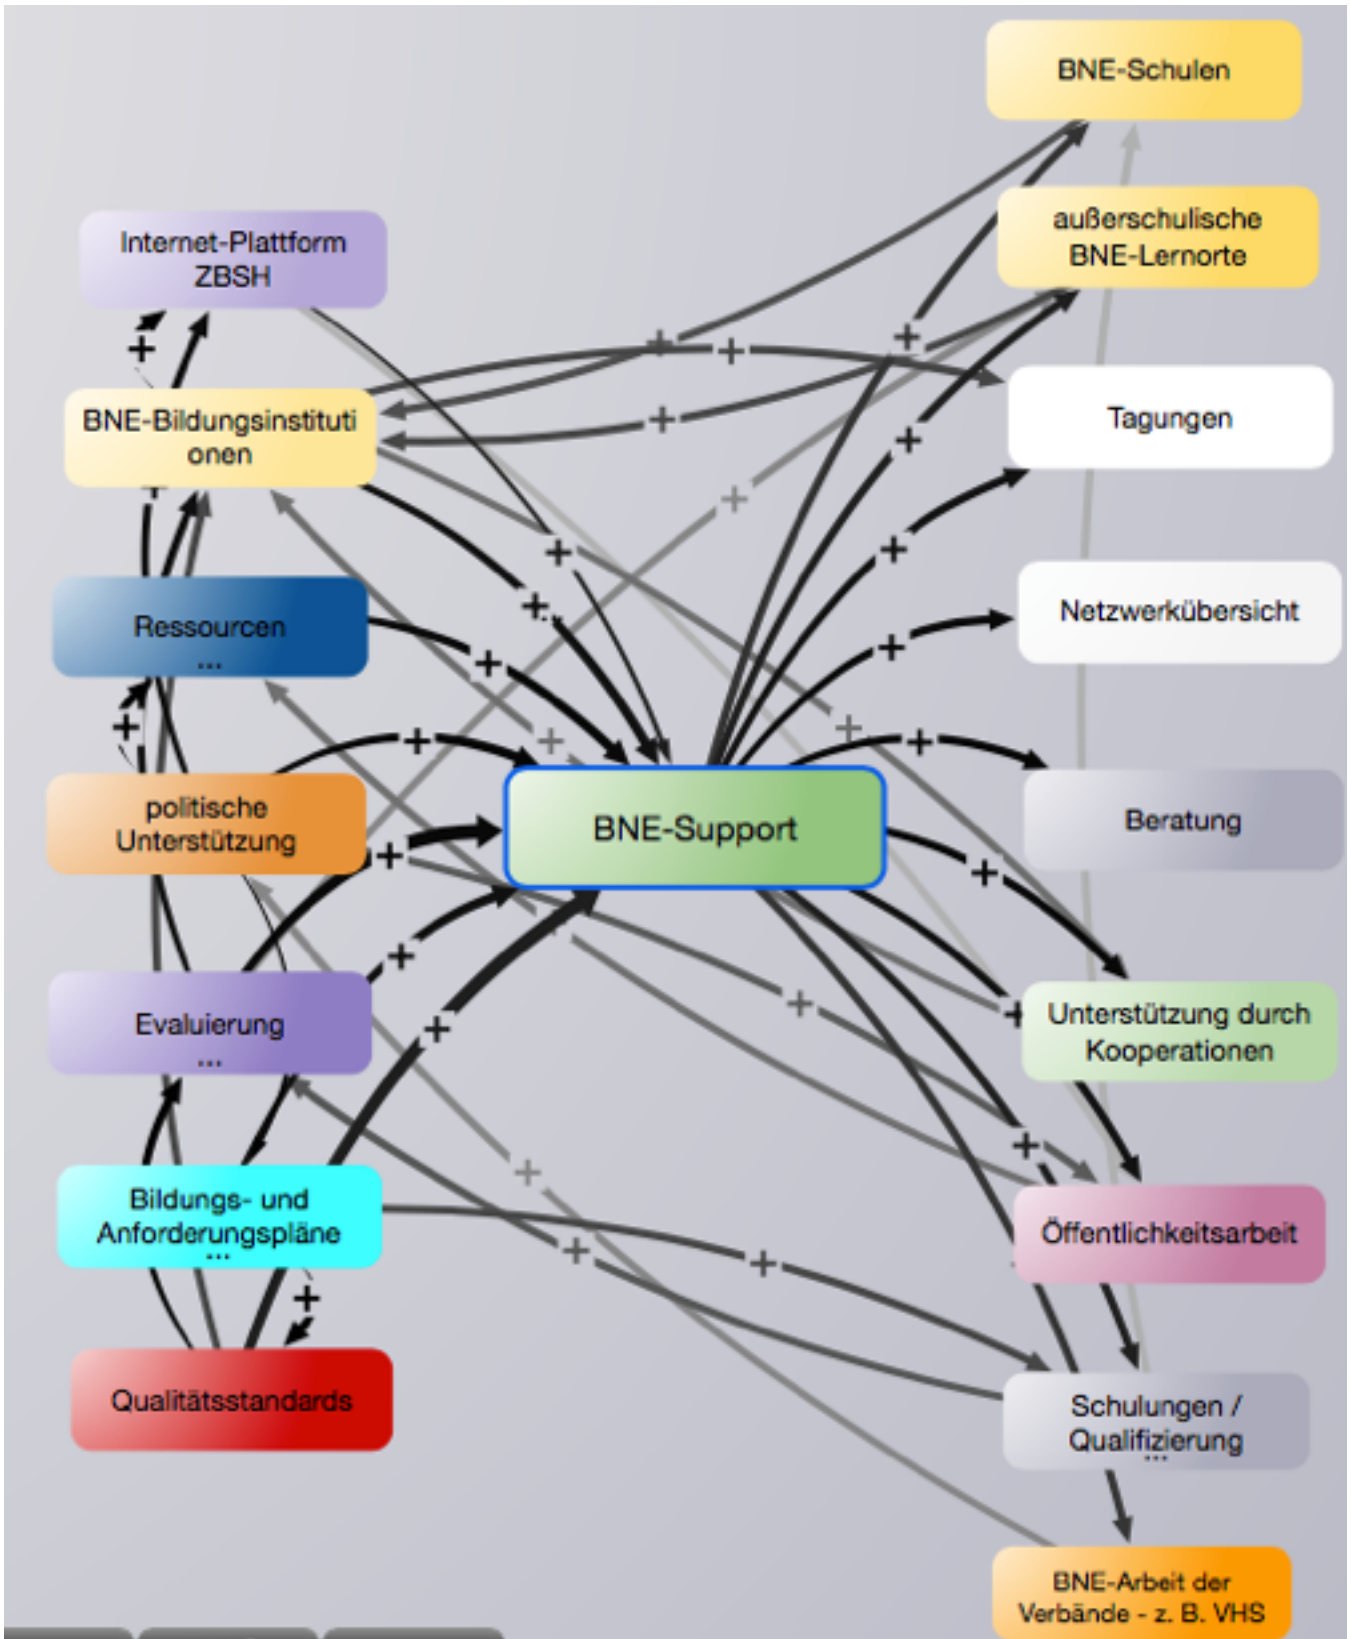 BNE-Schulen
außerschulische
BNE-Lernorte
Internet-Plattform
ZBSH
Tagungen
BNE-Bildungsinstituti
onen
Netzwerkübersicht
Ressourcen
...
politische
Unterstützung
BNE-Support
Beratung
Evaluierung
...
Unterstützung durch
Kooperationen
Bildungs- und
Anforderungspläne
...
Öffentlichkeitsarbeit
Qualitätsstandards
Schulungen /
Qualifizierung
...
BNE-Arbeit der
Verbände - z. B. VHS